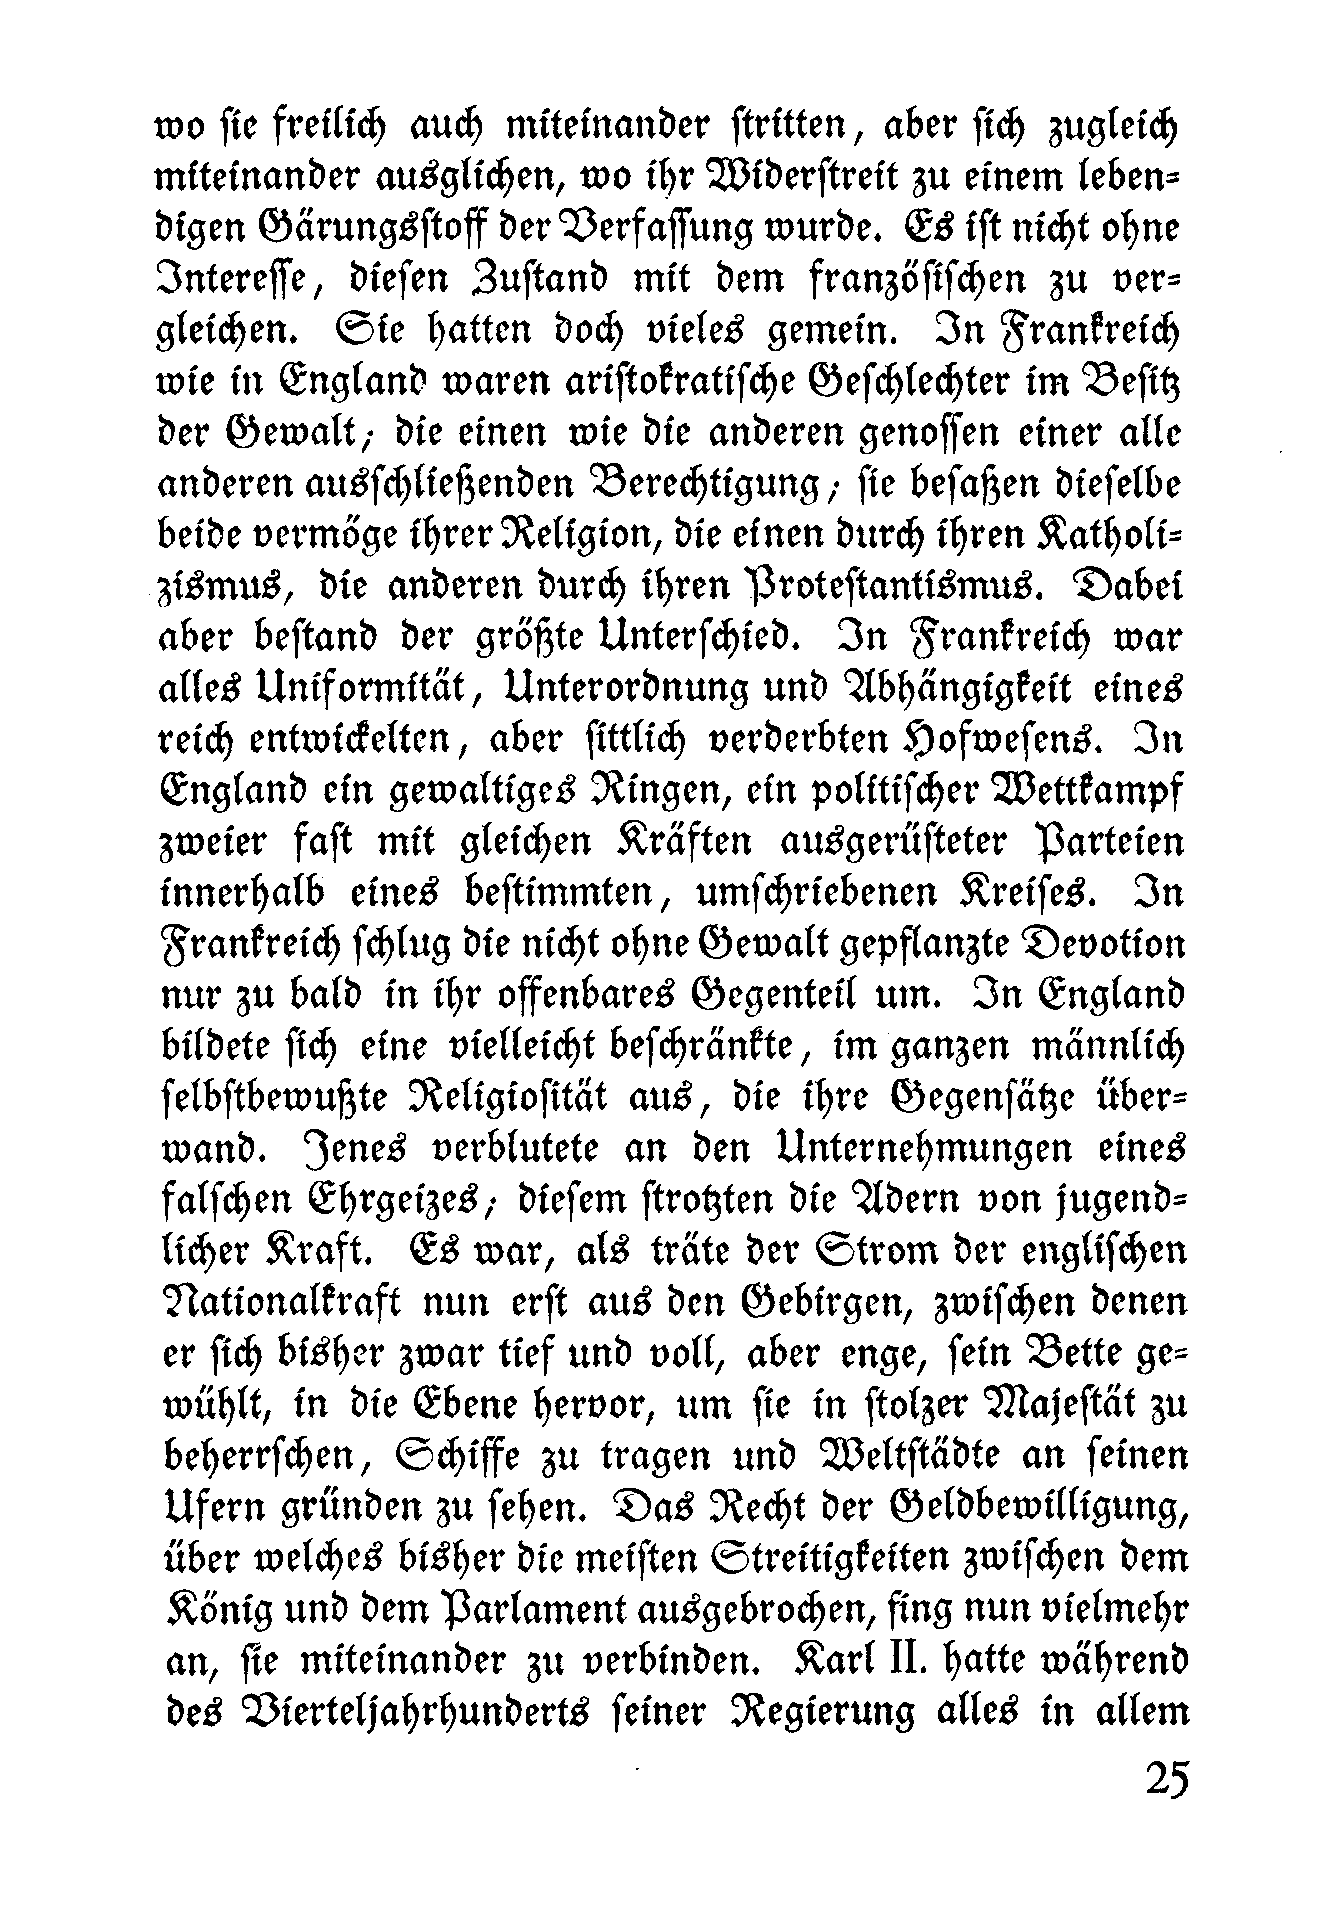 wo sie freilich auch miteinander stritten, aber sich zugleich
miteinander ausglichen, wo ihr Widerstreit zu einem leben-
digen Gärungsstoff der Verfassung wurde. Es ist nicht ohne
Interesse, diesen Zustand mit dem französischen zu ver-
gleichen. Sie hatten doch vieles gemein. In Frankreich
wie in England waren aristokratische Geschlechter im Besitz
der Gewalt; die einen wie die anderen genossen einer alle
anderen ausschließenden Berechtigung; sie besaßen dieselbe
beide vermöge ihrer Religion, die einen durch ihren Katholi-
zismus, die anderen durch ihren Protestantismus. Dabei
aber bestand der größte Unterschied. In Frankreich war
alles Uniformität, Unterordnung und Abhängigkeit eines
reich entwickelten, aber sittlich verderbten Hofwesens. In
England ein gewaltiges Ringen, ein politischer Wettkampf
zweier fast mit gleichen Kräften ausgerüsteter Parteien
innerhalb eines bestimmten, umschriebenen Kreises. In
Frankreich schlug die nicht ohne Gewalt gepflanzte Devotion
nur zu bald in ihr offenbares Gegenteil um. In England
bildete sich eine vielleicht beschränkte, im ganzen männlich
selbstbewußte Religiosität aus, die ihre Gegensätze über-
wand. Jenes verblutete an den Unternehmungen eines
falschen Ehrgeizes; diesem strotzten die Adern von jugend-
licher Kraft. Es war, als träte der Strom der englischen
Nationalkraft nun erst aus den Gebirgen, zwischen denen
er sich bisher zwar tief und voll, aber enge, sein Bette ge-
wühlt, in die Ebene hervor, um sie in stolzer Majestät zu
beherrschen, Schiffe zu tragen und Weltstädte an seinen
Ufern gründen zu sehen. Das Recht der Geldbewilligung,
über welches bisher die meisten Streitigkeiten zwischen dem
König und dem Parlament ausgebrochen, fing nun vielmehr
an, sie miteinander zu verbinden. Karl II. hatte während
des Vierteljahrhunderts seiner Regierung alles in allem
25